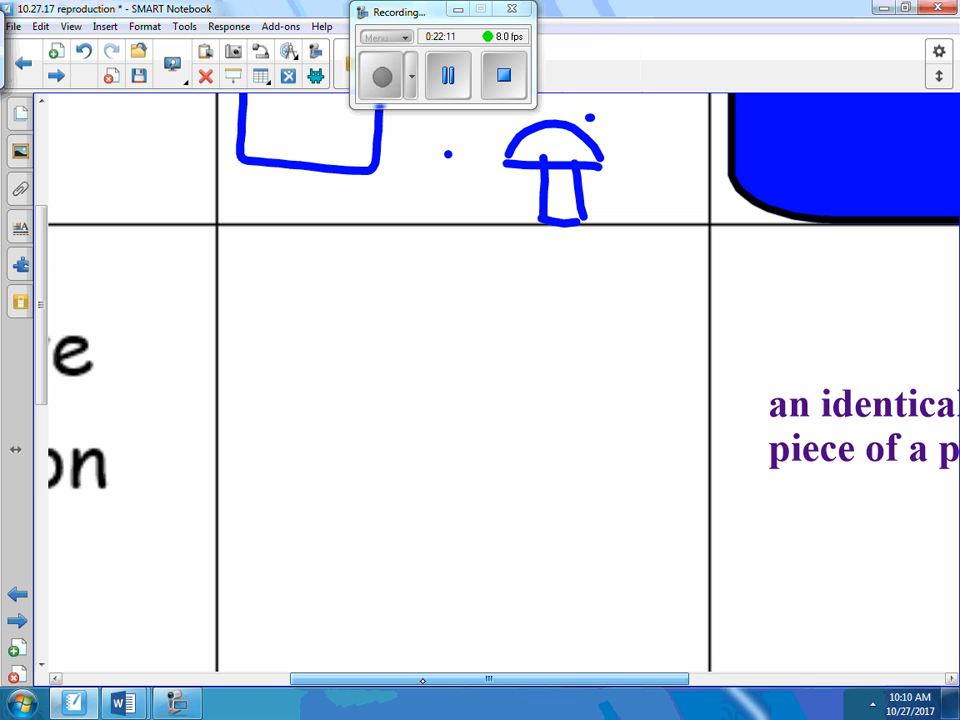 10.27.17 reproduction * - SMART Notebook
Recording...
File Edit View Insert Format Tools Response Add-ons Help
Menu 0:22:11 8.0 fps
an identical
piece of a p
e
on
10:10 AM
10/27/2017